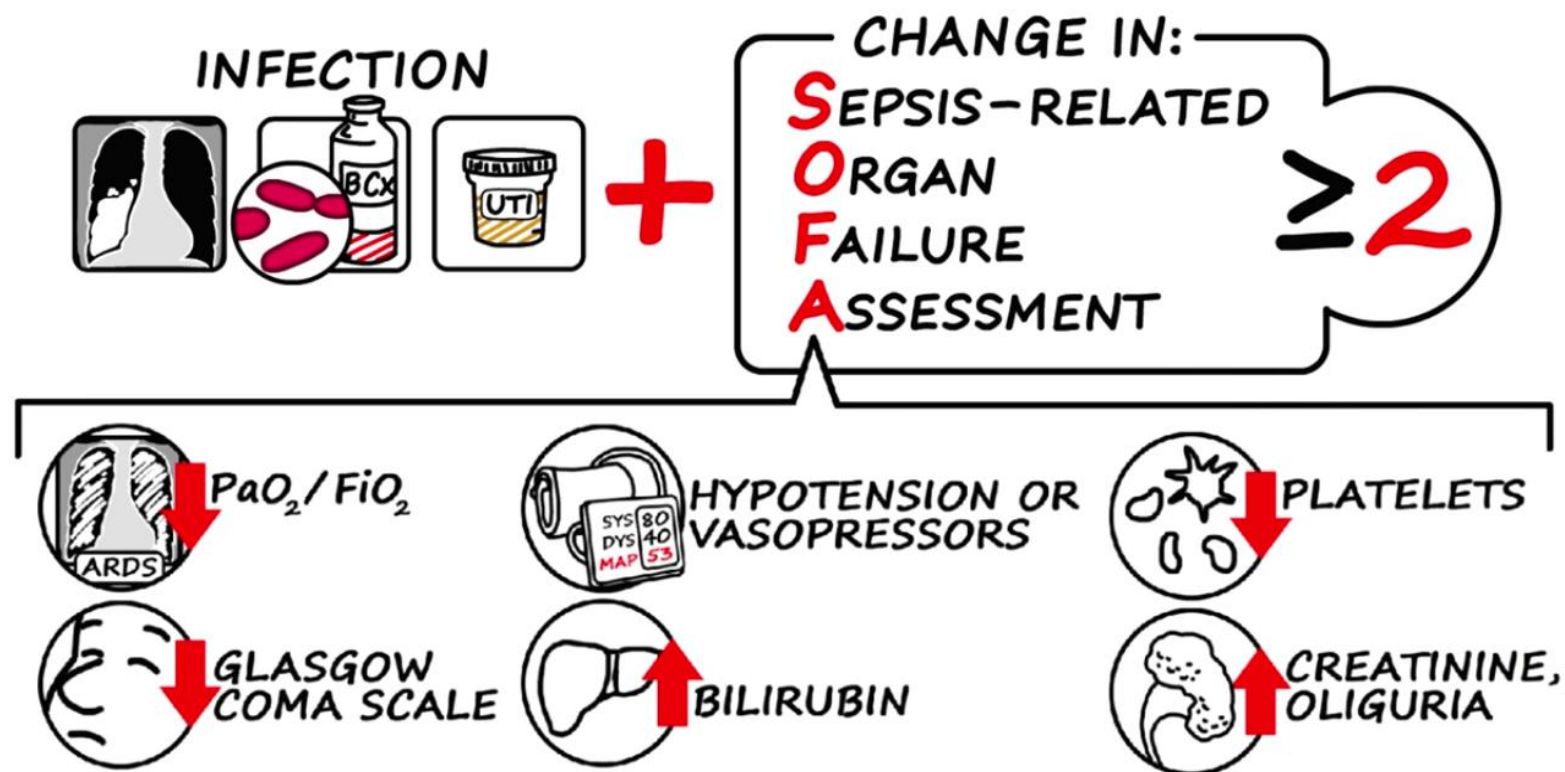 INFECTION
BCx
UTI
+
CHANGE IN:
SEPSIS-RELATED
ORGAN
FAILURE
ASSESSMENT
≥2
ARDS
PaO₂/FiO₂
SYS 80
DYS 40
MAP 53
HYPOTENSION OR
VASOPRESSORS
PLATELETS
GLASGOW
COMA SCALE
BILIRUBIN
CREATININE,
OLIGURIA